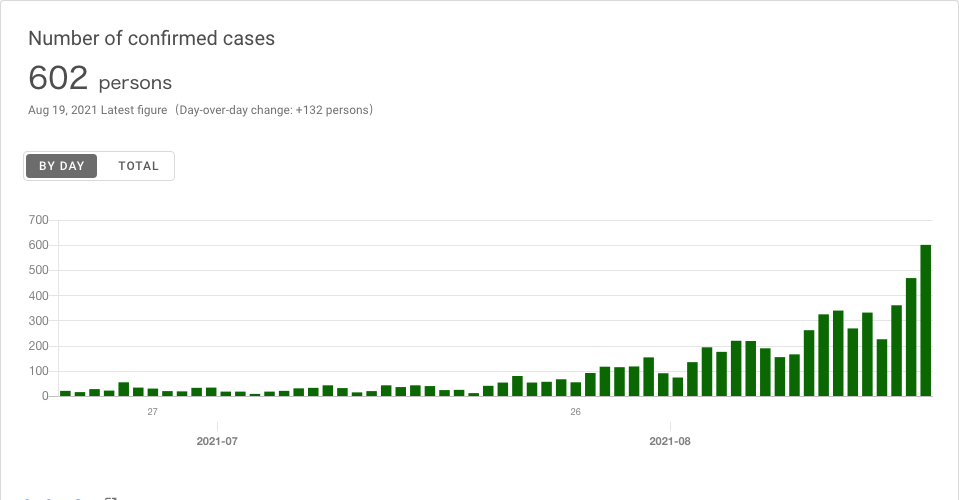 Number of confirmed cases
602 persons
Aug 19, 2021 Latest figure（Day-over-day change: +132 persons）
BY DAY TOTAL
700
600
500
400
300
200
100
0
27 26
2021-07 2021-08